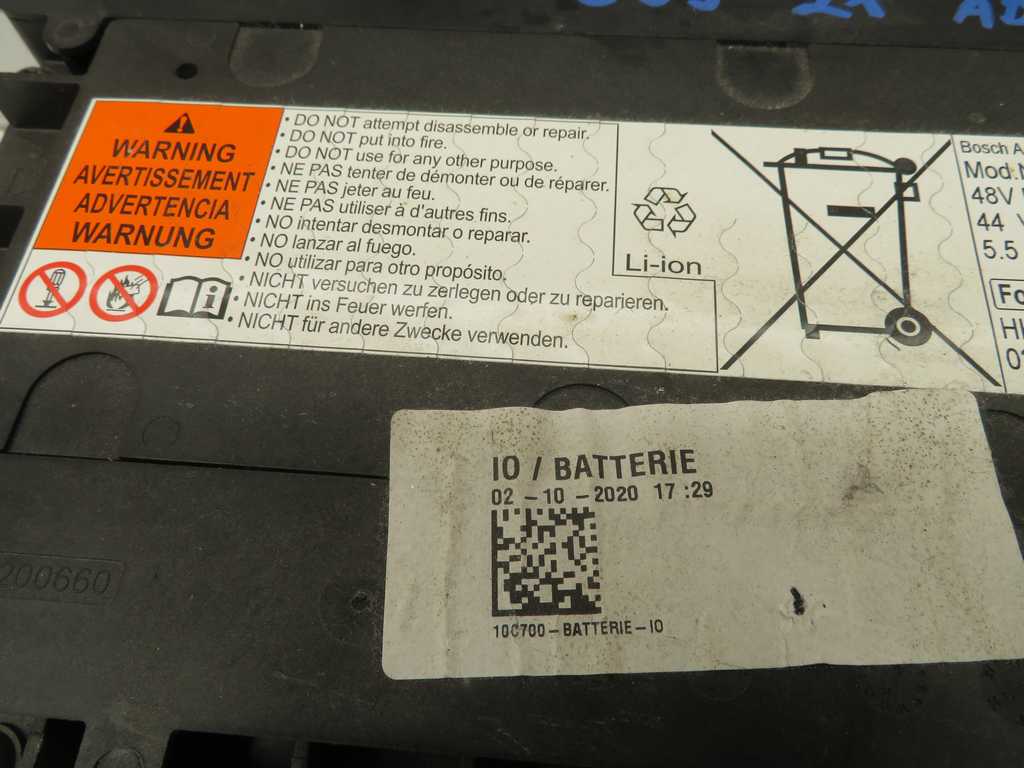 WARNING
AVERTISSEMENT
ADVERTENCIA
WARNUNG
• DO NOT attempt disassemble or repair.
• DO NOT put into fire.
• DO NOT use for any other purpose.
• NE PAS tenter de démonter ou de réparer.
• NE PAS jeter au feu.
• NE PAS utiliser à d'autres fins.
• NO intentar desmontar o reparar.
• NO lanzar al fuego.
• NO utilizar para otro propósito.
• NICHT versuchen zu zerlegen oder zu reparieren.
• NICHT ins Feuer werfen.
• NICHT für andere Zwecke verwenden.
Li-ion
Bosch
48V
44
5.5
IO / BATTERIE
02-10-2020 17:29
10C700-BATTERIE-IO
200660